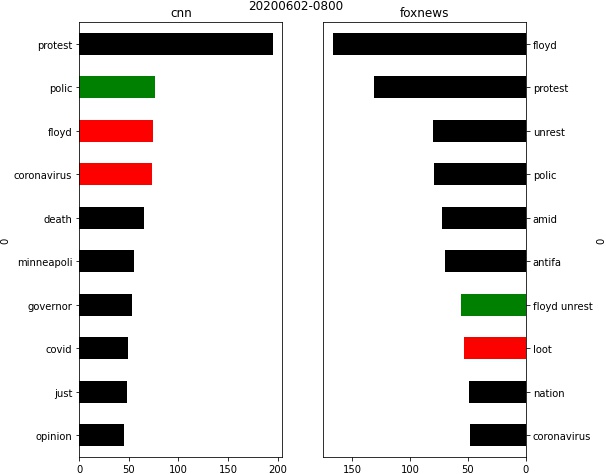 20200602-0800
cnn
foxnews
protest
polic
floyd
coronavirus
death
minneapoli
governor
covid
just
opinion
0
0
50
100
150
200
floyd
protest
unrest
polic
amid
antifa
floyd unrest
loot
nation
coronavirus
0
150
100
50
0